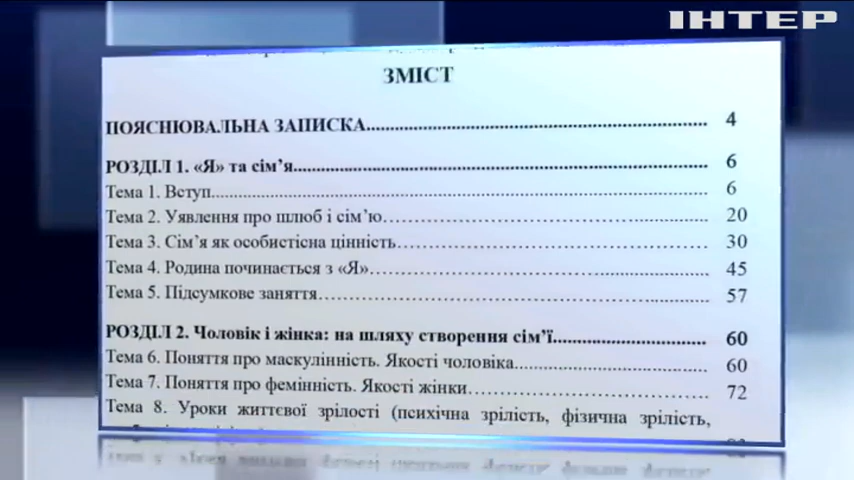 ІНТЕР
ЗМІСТ
ПОЯСНЮВАЛЬНА ЗАПИСКА........ 4
РОЗДІЛ 1. «Я» та сім’я........ 6
Тема 1. Вступ........ 6
Тема 2. Уявлення про шлюб і сім’ю........ 20
Тема 3. Сім’я як особистісна цінність........ 30
Тема 4. Родина починається з «Я»........ 45
Тема 5. Підсумкове заняття........ 57
РОЗДІЛ 2. Чоловік і жінка: на шляху створення сім’ї........ 60
Тема 6. Поняття про маскулінність. Якості чоловіка........ 60
Тема 7. Поняття про фемінність. Якості жінки........ 72
Тема 8. Уроки життєвої зрілості (психічна зрілість, фізична зрілість,